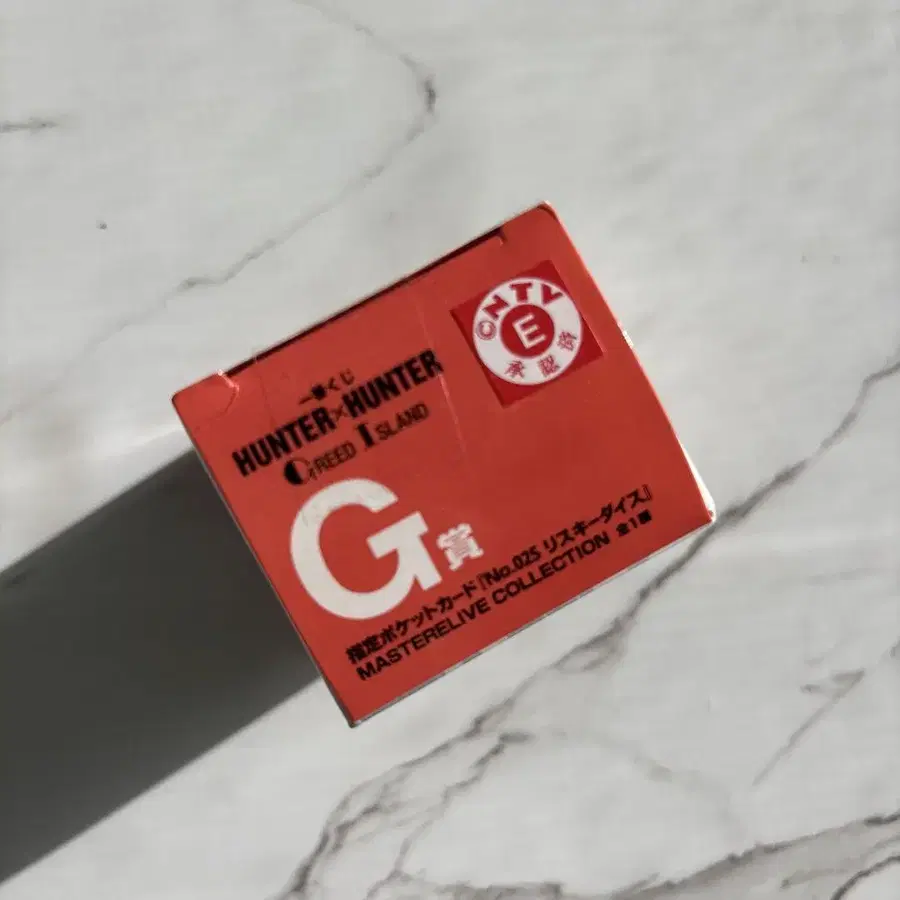 一番くじ
HUNTER×HUNTER
GREED ISLAND
G賞
指定ポケットカード『No.025 リスキーダイス』
MASTERELIVE COLLECTION 全1種
©NTV
E
承認済